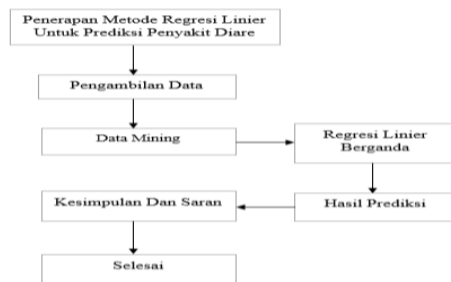 Penerapan Metode Regresi Linier
Untuk Prediksi Penyakit Diare
Pengambilan Data
Data Mining
Regresi Linier
Berganda
Hasil Prediksi
Kesimpulan Dan Saran
Selesai